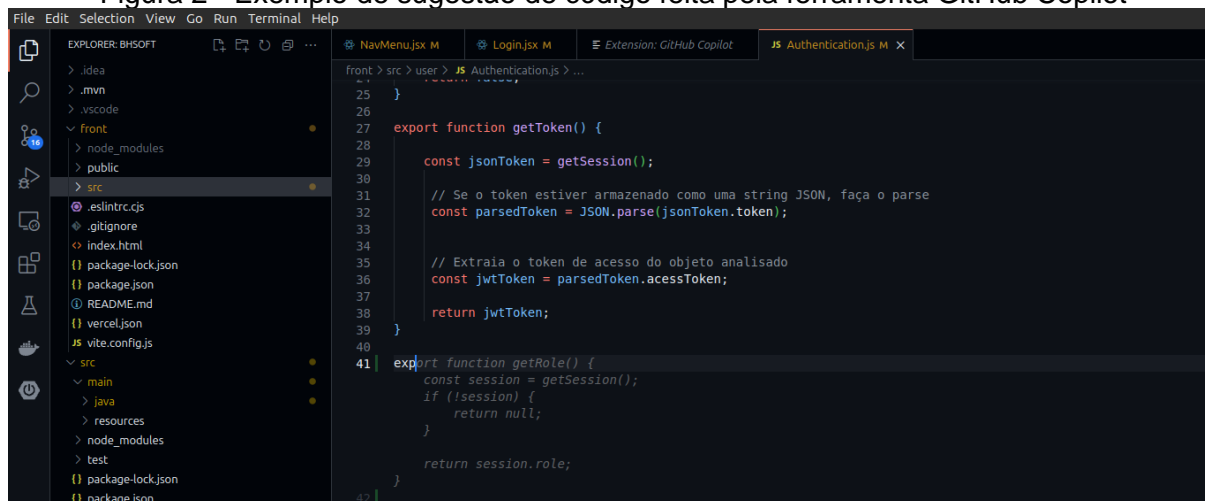 Figura 2 - Exemplo de sugestão de código feita pela ferramenta GitHub Copilot
File Edit Selection View Go Run Terminal Help
EXPLORER: BHSOFT
NavMenu.jsx M
Login.jsx M
Extension: GitHub Copilot
JS Authentication.js M
front > src > user > JS Authentication.js > ...
16
> .idea
> .mvn
> .vscode
front
> node_modules
> public
> src
.eslintrc.cjs
.gitignore
<> index.html
{} package-lock.json
{} package.json
README.md
{} vercel.json
JS vite.config.js
src
main
> java
> resources
> node_modules
> test
{} package-lock.json
{} package.json
24 return false;
25 }
26
27 export function getToken() {
28
29 const jsonToken = getSession();
30
31 // Se o token estiver armazenado como uma string JSON, faça o parse
32 const parsedToken = JSON.parse(jsonToken.token);
33
34
35 // Extraia o token de acesso do objeto analisado
36 const jwtToken = parsedToken.acessToken;
37
38 return jwtToken;
39 }
40
41 export function getRole() {
const session = getSession();
if (!session) {
return null;
}
return session.role;
}
42